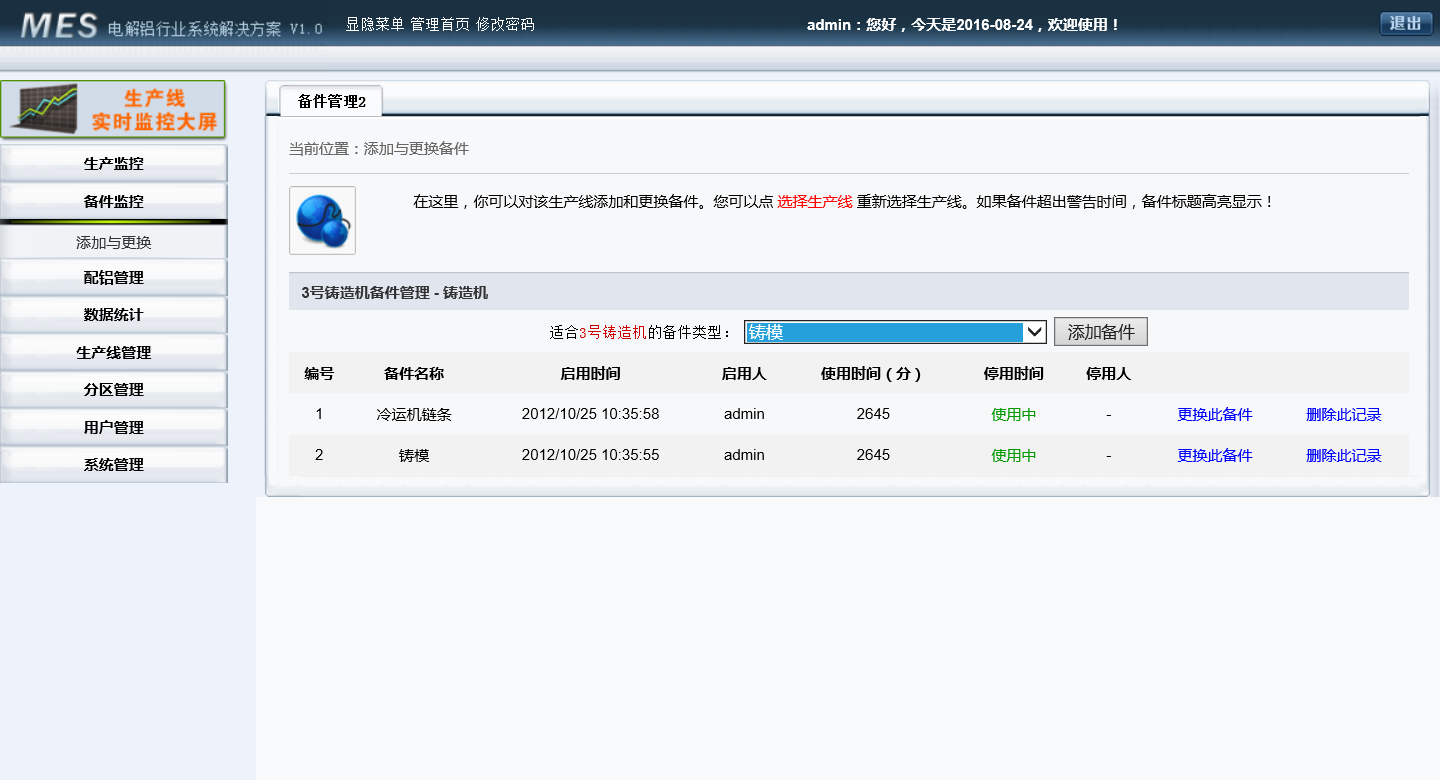 MES 电解铝行业系统解决方案 V1.0 显隐菜单 管理首页 修改密码 admin：您好，今天是2016-08-24，欢迎使用！ 退出
生产线
实时监控大屏
生产监控
备件监控
添加与更换
配铝管理
数据统计
生产线管理
分区管理
用户管理
系统管理
备件管理2
当前位置：添加与更换备件
在这里，你可以对该生产线添加和更换备件。您可以点 选择生产线 重新选择生产线。如果备件超出警告时间，备件标题高亮显示！
3号铸造机备件管理 - 铸造机
适合3号铸造机的备件类型： 铸模 添加备件
编号 备件名称 启用时间 启用人 使用时间（分） 停用时间 停用人
1 冷运机链条 2012/10/25 10:35:58 admin 2645 使用中 - 更换此备件 删除此记录
2 铸模 2012/10/25 10:35:55 admin 2645 使用中 - 更换此备件 删除此记录